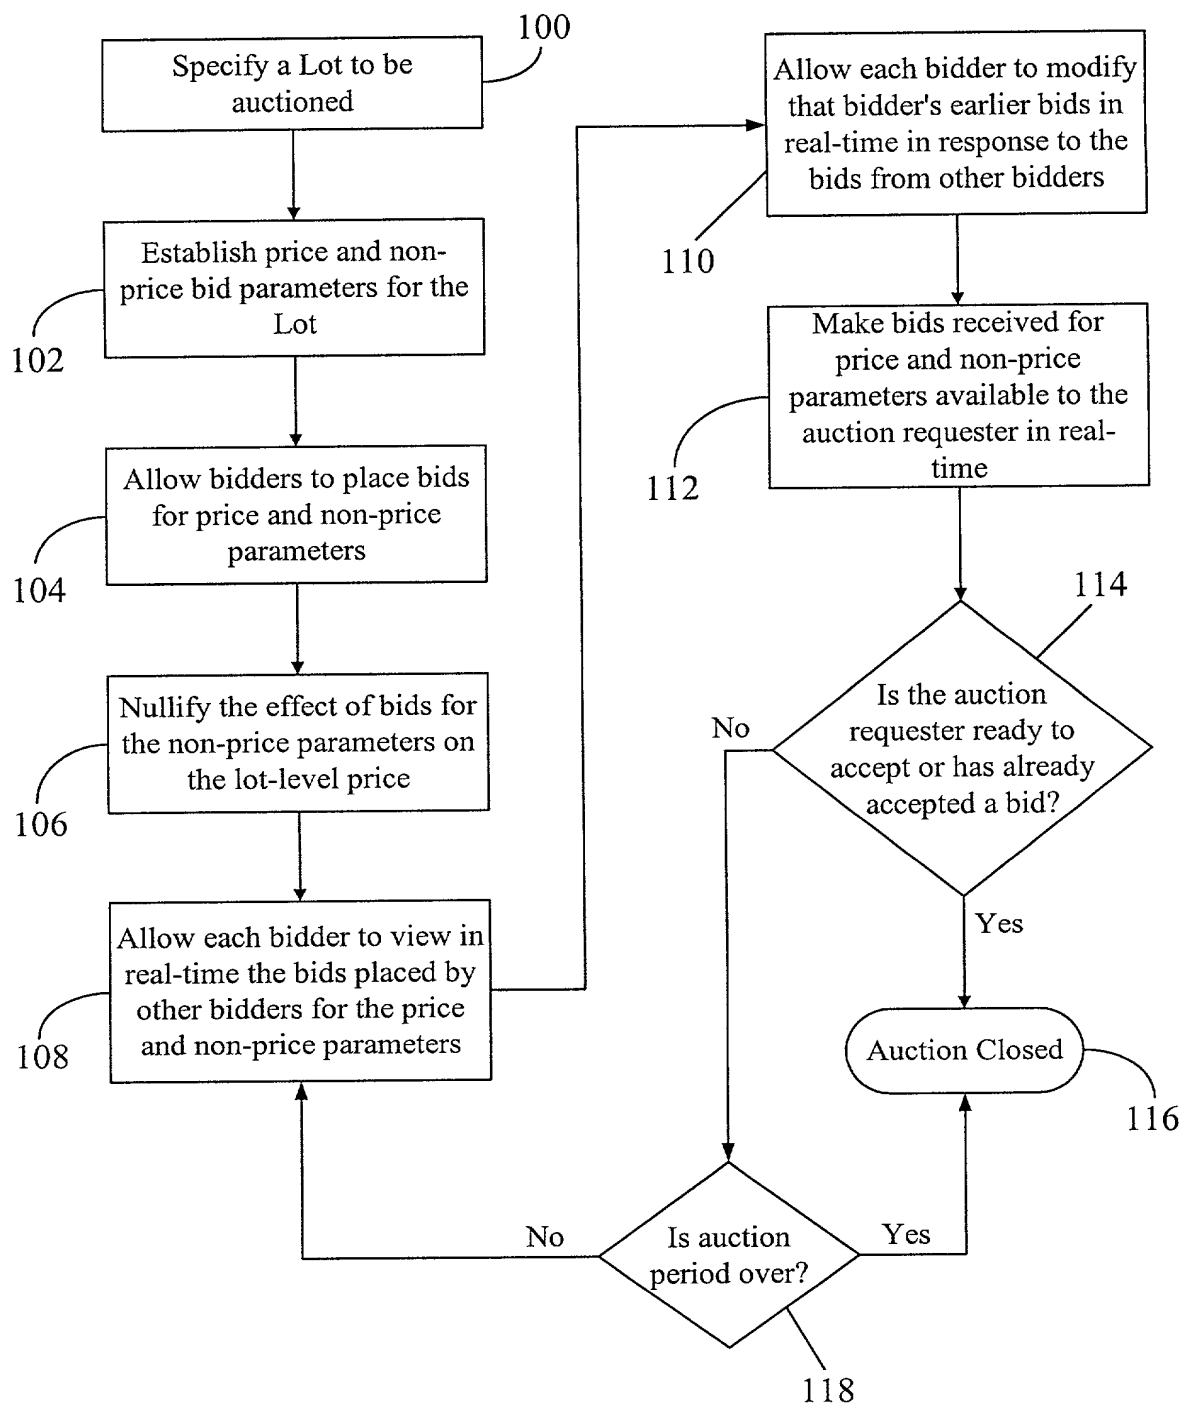 100
Specify a Lot to be
auctioned
Establish price and non-
price bid parameters for the
Lot
102
Allow bidders to place bids
for price and non-price
parameters
104
Nullify the effect of bids for
the non-price parameters on
the lot-level price
106
Allow each bidder to view in
real-time the bids placed by
other bidders for the price
and non-price parameters
108
Allow each bidder to modify
that bidder's earlier bids in
real-time in response to the
bids from other bidders
110
Make bids received for
price and non-price
parameters available to the
auction requester in real-
time
112
114
Is the auction
requester ready to
accept or has already
accepted a bid?
No
Yes
Auction Closed
116
Is auction
period over?
No
Yes
118